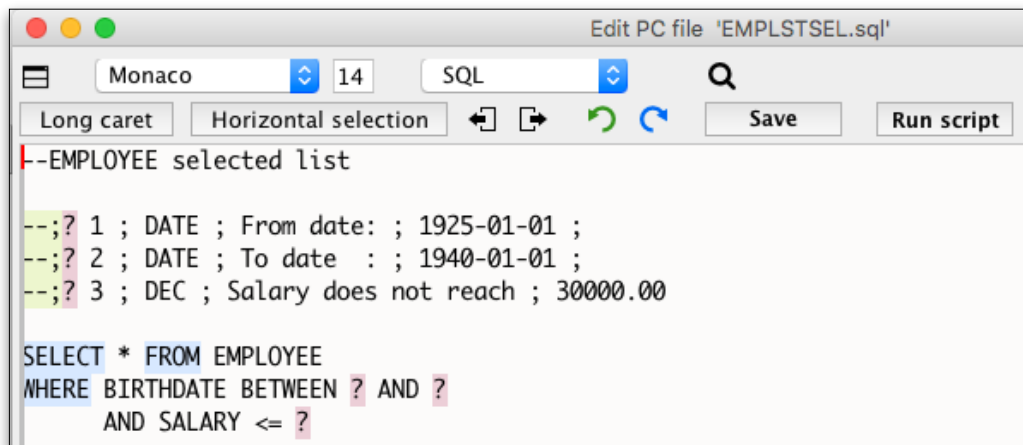 Edit PC file 'EMPLSTSEL.sql'
Monaco 14 SQL
Long caret Horizontal selection Save Run script
--EMPLOYEE selected list
--;? 1 ; DATE ; From date: ; 1925-01-01 ;
--;? 2 ; DATE ; To date  : ; 1940-01-01 ;
--;? 3 ; DEC ; Salary does not reach ; 30000.00
SELECT * FROM EMPLOYEE
WHERE BIRTHDATE BETWEEN ? AND ?
      AND SALARY <= ?